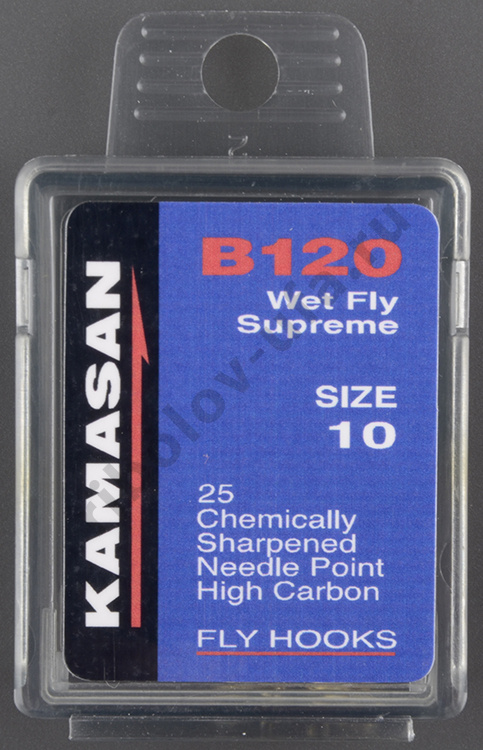 B120
Wet Fly
Supreme
SIZE
10
KAMASAN
25
Chemically
Sharpened
Needle Point
High Carbon
FLY HOOKS